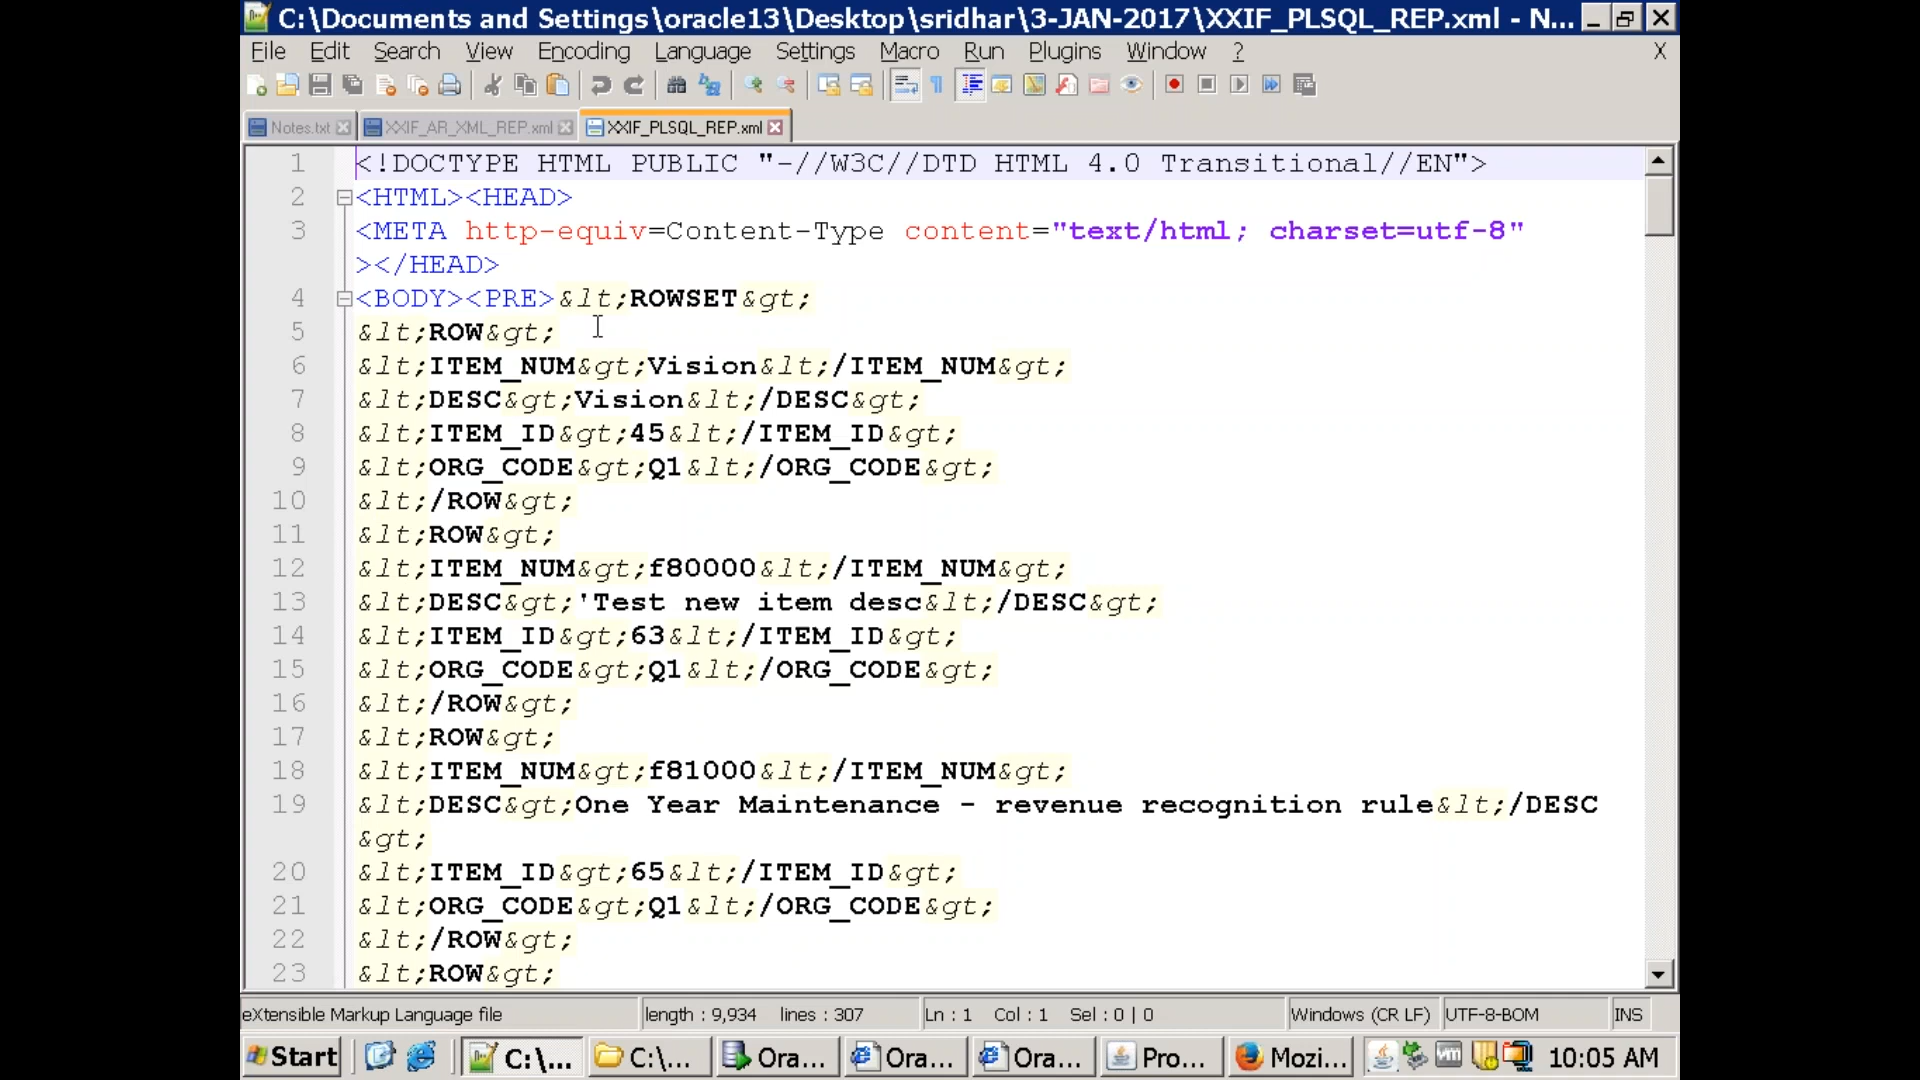 C:\Documents and Settings\oracle13\Desktop\sridhar\3-JAN-2017\XXIF_PLSQL_REP.xml - N...
File Edit Search View Encoding Language Settings Macro Run Plugins Window ? X
Notes.txt XXIF_AR_XML_REP.xml XXIF_PLSQL_REP.xml
1 <!DOCTYPE HTML PUBLIC "-//W3C//DTD HTML 4.0 Transitional//EN">
2 <HTML><HEAD>
3 <META http-equiv=Content-Type content="text/html; charset=utf-8"
></HEAD>
4 <BODY><PRE>&lt;ROWSET&gt;
5 &lt;ROW&gt;
6 &lt;ITEM_NUM&gt;Vision&lt;/ITEM_NUM&gt;
7 &lt;DESC&gt;Vision&lt;/DESC&gt;
8 &lt;ITEM_ID&gt;45&lt;/ITEM_ID&gt;
9 &lt;ORG_CODE&gt;Q1&lt;/ORG_CODE&gt;
10 &lt;/ROW&gt;
11 &lt;ROW&gt;
12 &lt;ITEM_NUM&gt;f80000&lt;/ITEM_NUM&gt;
13 &lt;DESC&gt;'Test new item desc&lt;/DESC&gt;
14 &lt;ITEM_ID&gt;63&lt;/ITEM_ID&gt;
15 &lt;ORG_CODE&gt;Q1&lt;/ORG_CODE&gt;
16 &lt;/ROW&gt;
17 &lt;ROW&gt;
18 &lt;ITEM_NUM&gt;f81000&lt;/ITEM_NUM&gt;
19 &lt;DESC&gt;One Year Maintenance - revenue recognition rule&lt;/DESC
&gt;
20 &lt;ITEM_ID&gt;65&lt;/ITEM_ID&gt;
21 &lt;ORG_CODE&gt;Q1&lt;/ORG_CODE&gt;
22 &lt;/ROW&gt;
23 &lt;ROW&gt;
eXtensible Markup Language file length : 9,934 lines : 307 Ln : 1 Col : 1 Sel : 0 | 0 Windows (CR LF) UTF-8-BOM INS
Start C:\... C:\... Ora... Ora... Ora... Pro... Mozi... 10:05 AM